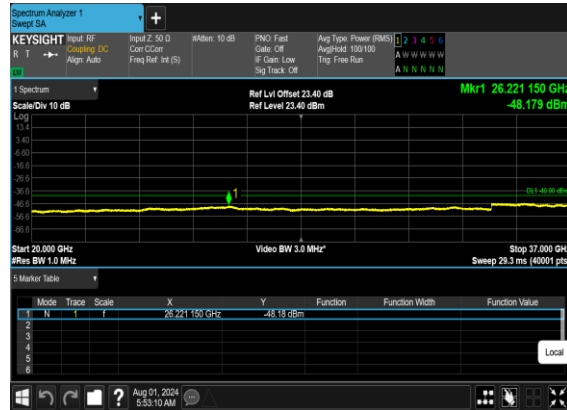 Spectrum Analyzer 1
Swept SA
+
KEYSIGHT Input: RF Input Z: 50 Ω #Atten: 10 dB PNO: Fast Avg Type: Power (RMS) 1 2 3 4 5 6
R T Coupling: DC Corr CCorr Gate: Off Avg|Hold: 100/100 A W W W W W
Align: Auto Freq Ref: Int (S) IF Gain: Low Trig: Free Run
Sig Track: Off A N N N N N
1 Spectrum Ref Lvl Offset 23.40 dB Mkr1 26.221 150 GHz
Scale/Div 10 dB Ref Level 23.40 dBm -48.179 dBm
Log
13.4
3.40
-6.60
-16.6
-26.6
-36.6 1 DL1 -40.00 dBm
-46.6
-56.6
-66.6
Start 20.000 GHz Video BW 3.0 MHz* Stop 37.000 GHz
#Res BW 1.0 MHz Sweep 29.3 ms (40001 pts)
5 Marker Table
Mode Trace Scale X Y Function Function Width Function Value
1 N 1 f 26.221 150 GHz -48.18 dBm
2
3
4
5
6
Local
? Aug 01, 2024
5:53:10 AM